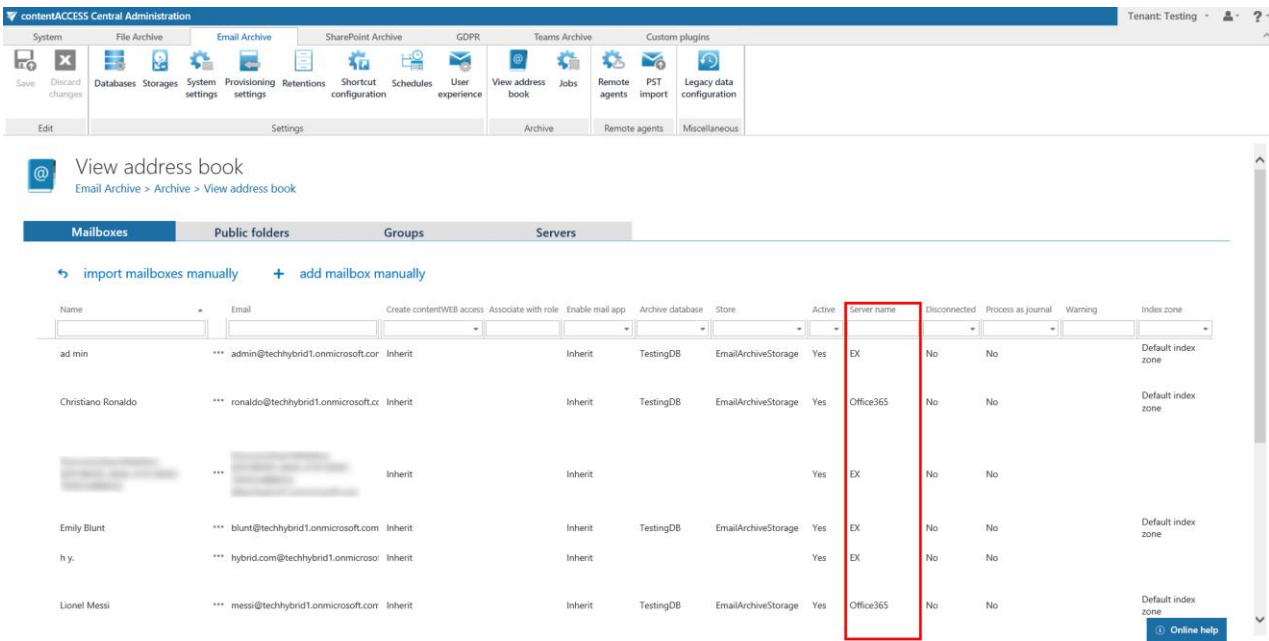 contentACCESS Central Administration
Tenant: Testing
?
System
File Archive
Email Archive
SharePoint Archive
GDPR
Teams Archive
Custom plugins
Save
Discard changes
Databases
Storages
System settings
Provisioning settings
Retentions
Shortcut configuration
Schedules
User experience
View address book
Jobs
Remote agents
PST import
Legacy data configuration
Edit
Settings
Archive
Remote agents
Miscellaneous
View address book
Email Archive > Archive > View address book
Mailboxes
Public folders
Groups
Servers
import mailboxes manually
+ add mailbox manually
Name Email Create contentWEB access Associate with role Enable mail app Archive database Store Active Server name Disconnected Process as journal Warning Index zone
ad min ••• admin@techhybrid1.onmicrosoft.cor Inherit Inherit TestingDB EmailArchiveStorage Yes EX No No Default index zone
Christiano Ronaldo ••• ronaldo@techhybrid1.onmicrosoft.cc Inherit Inherit TestingDB EmailArchiveStorage Yes Office365 No No Default index zone
••• Inherit Inherit Yes EX No No
Emily Blunt ••• blunt@techhybrid1.onmicrosoft.com Inherit Inherit TestingDB EmailArchiveStorage Yes EX No No Default index zone
h y. ••• hybrid.com@techhybrid1.onmicroso Inherit Inherit Yes EX No No
Lionel Messi ••• messi@techhybrid1.onmicrosoft.con Inherit Inherit TestingDB EmailArchiveStorage Yes Office365 No No Default index zone
Online help